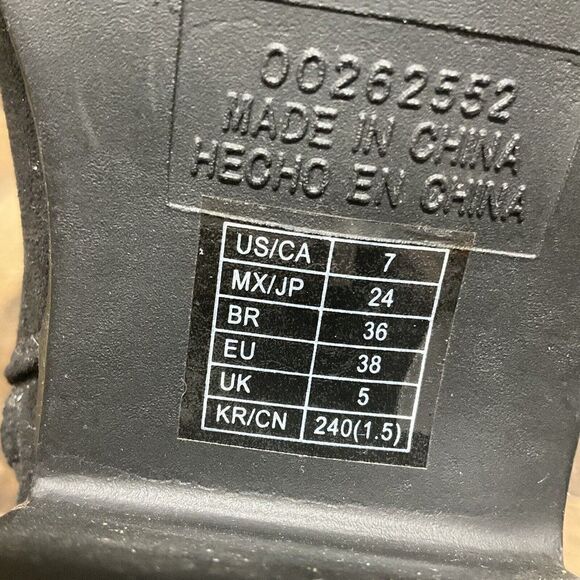 00262552
MADE IN CHINA
HECHO EN CHINA
US/CA 7
MX/JP 24
BR 36
EU 38
UK 5
KR/CN 240(1.5)